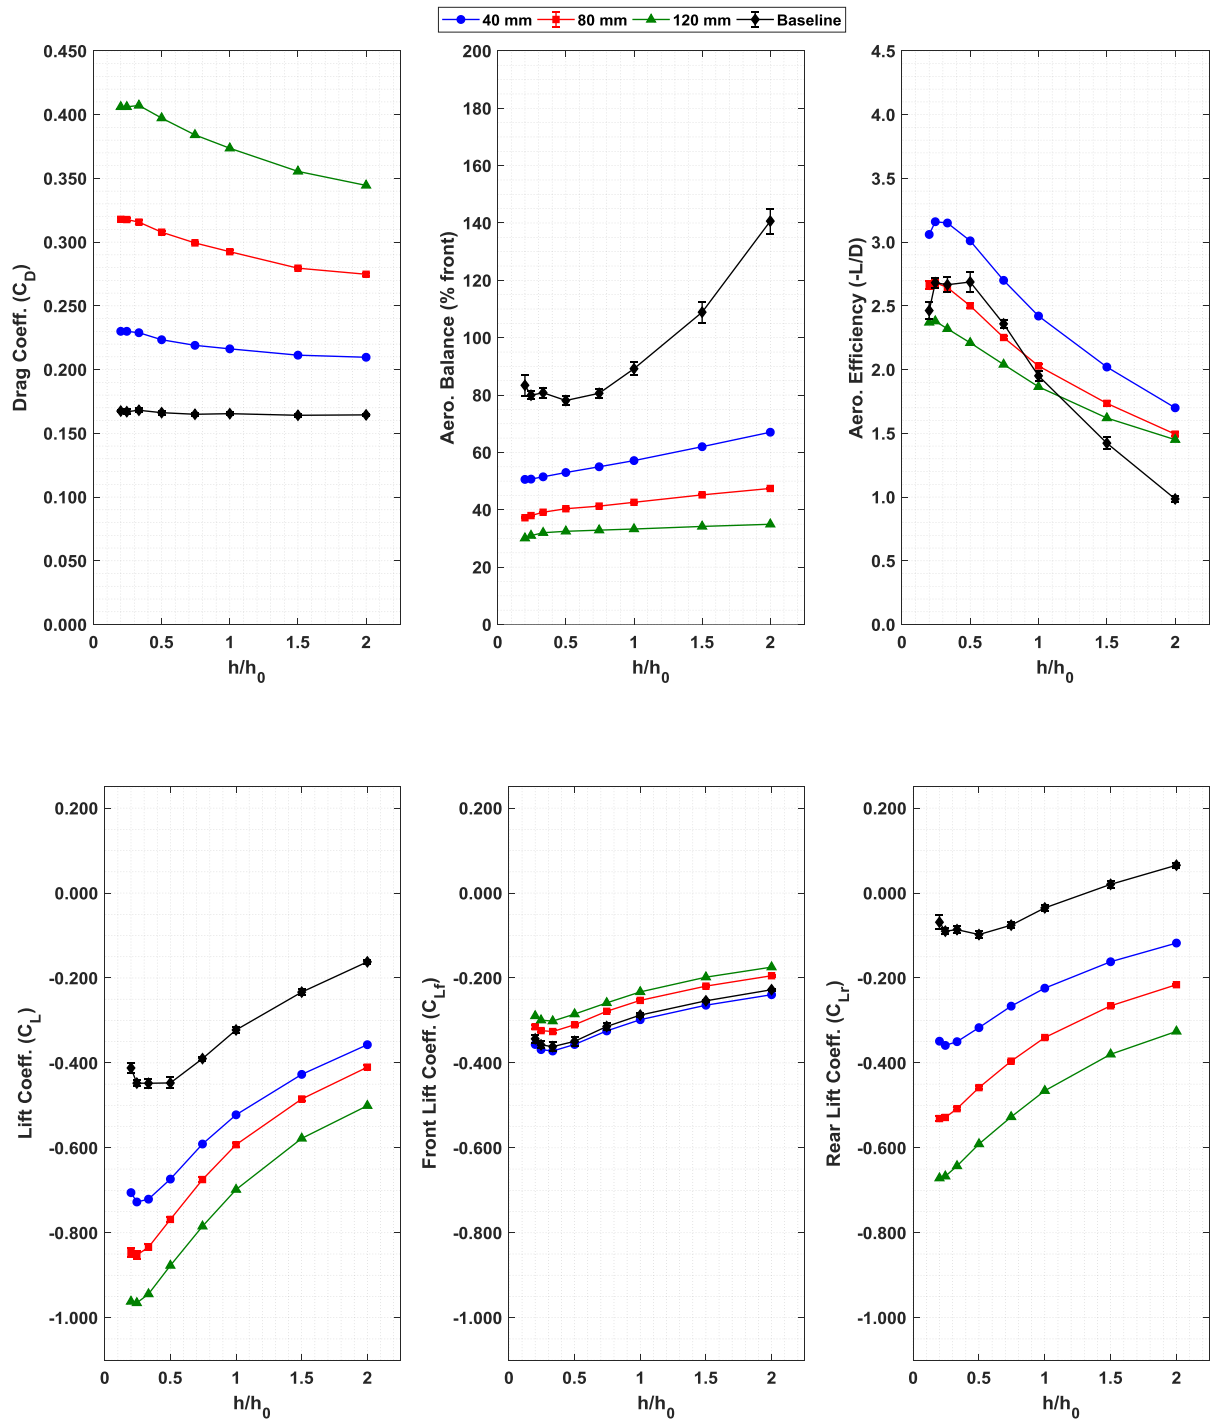 40 mm 80 mm 120 mm Baseline
0.450
0.400
0.350
0.300
0.250
0.200
0.150
0.100
0.050
0.000
0 0.5 1 1.5 2
h/h0
Drag Coeff. (CD)
200
180
160
140
120
100
80
60
40
20
0
0 0.5 1 1.5 2
h/h0
Aero. Balance (% front)
4.5
4.0
3.5
3.0
2.5
2.0
1.5
1.0
0.5
0.0
0 0.5 1 1.5 2
h/h0
Aero. Efficiency (-L/D)
0.200
0.000
-0.200
-0.400
-0.600
-0.800
-1.000
0 0.5 1 1.5 2
h/h0
Lift Coeff. (CL)
0.200
0.000
-0.200
-0.400
-0.600
-0.800
-1.000
0 0.5 1 1.5 2
h/h0
Front Lift Coeff. (CLf)
0.200
0.000
-0.200
-0.400
-0.600
-0.800
-1.000
0 0.5 1 1.5 2
h/h0
Rear Lift Coeff. (CLr)